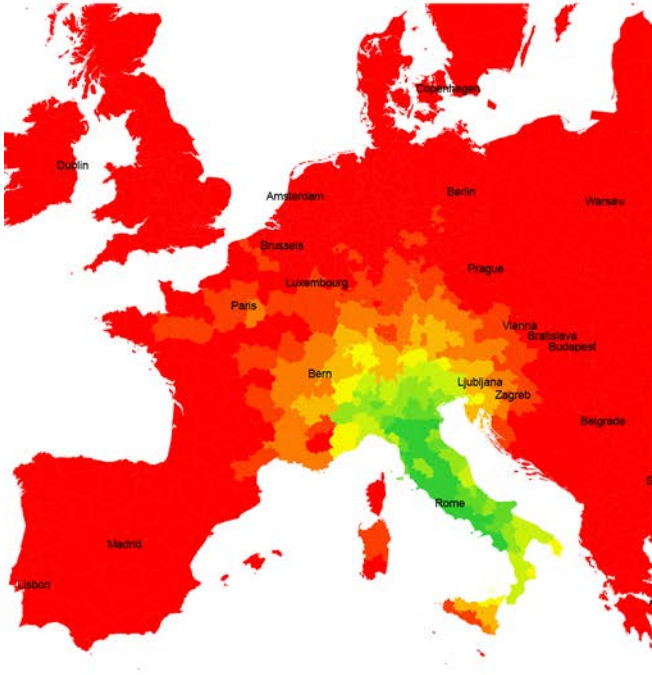 Copenhagen
Dublin
Berlin
Amsterdam
Warsaw
Brussels
Prague
Luxembourg
Paris
Vienna
Bratislava
Budapest
Bern
Ljubljana
Zagreb
Belgrade
S
Rome
Madrid
Lisbon